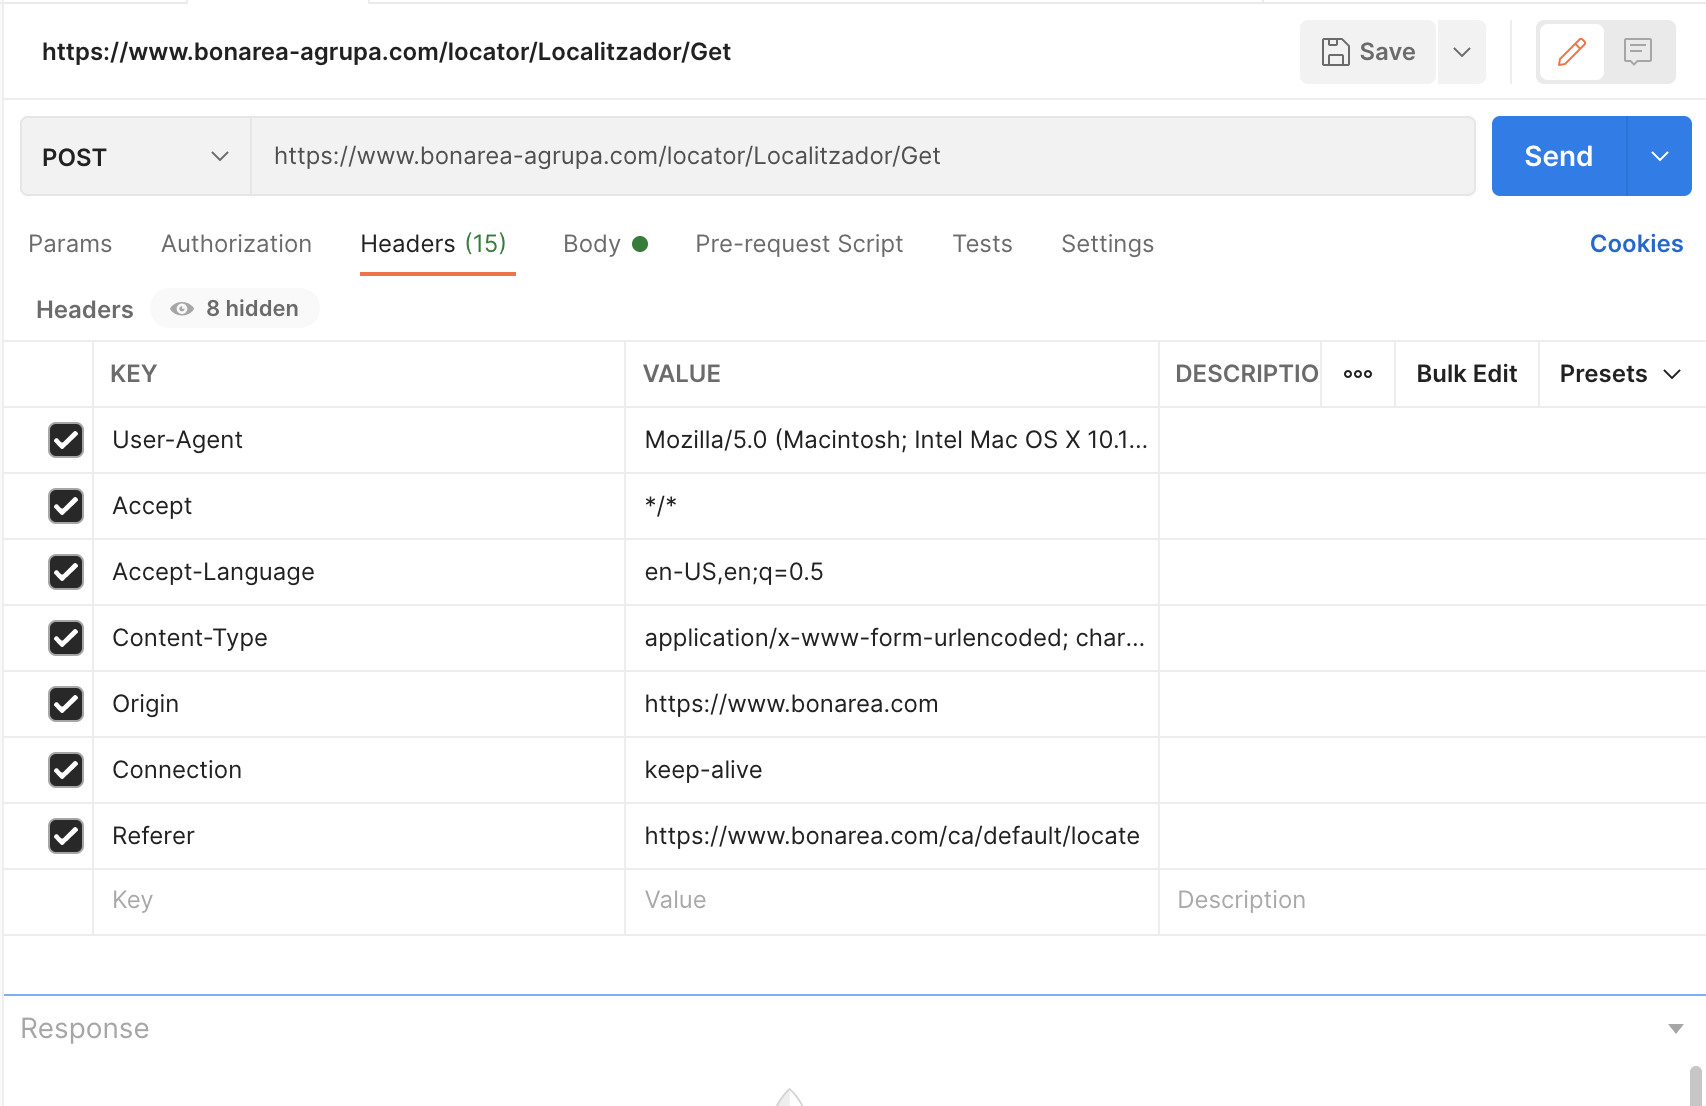 https://www.bonarea-agrupa.com/locator/Localitzador/Get
Save
POST
https://www.bonarea-agrupa.com/locator/Localitzador/Get
Send
Params Authorization Headers (15) Body Pre-request Script Tests Settings Cookies
Headers 8 hidden
KEY VALUE DESCRIPTIO ooo Bulk Edit Presets
User-Agent Mozilla/5.0 (Macintosh; Intel Mac OS X 10.1...
Accept */*
Accept-Language en-US,en;q=0.5
Content-Type application/x-www-form-urlencoded; char...
Origin https://www.bonarea.com
Connection keep-alive
Referer https://www.bonarea.com/ca/default/locate
Key Value Description
Response